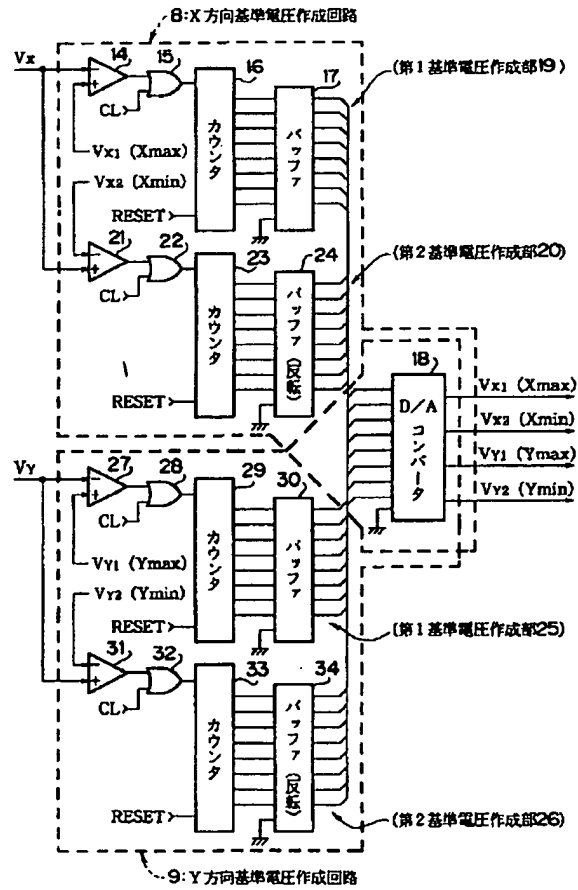 8:X方向基準電圧作成回路
Vx
14
15
16
17
(第1基準電圧作成部19)
CL
カウンタ
バッファ
Vx1 (Xmax)
Vx2 (Xmin)
RESET
21
22
23
24
(第2基準電圧作成部20)
CL
カウンタ
バッファ(反転)
RESET
18
D/Aコンバータ
Vx1 (Xmax)
Vx2 (Xmin)
VY1 (Ymax)
VY2 (Ymin)
VY
27
28
29
30
CL
カウンタ
バッファ
VY1 (Ymax)
VY2 (Ymin)
RESET
(第1基準電圧作成部25)
31
32
33
34
CL
カウンタ
バッファ(反転)
RESET
(第2基準電圧作成部26)
9:Y方向基準電圧作成回路